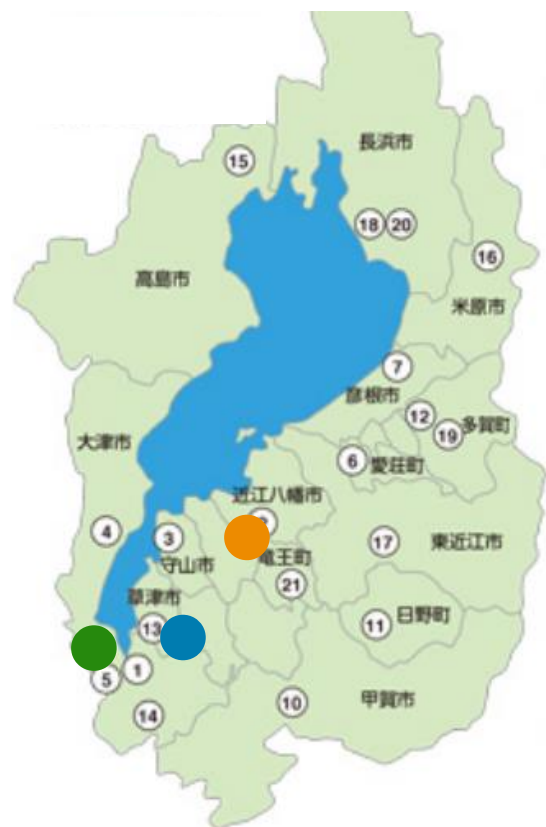 長浜市
15
18 20
16
高島市
米原市
7
彦根市
12
多賀町
19
大津市
6
愛荘町
近江八幡市
4
3
17
東近江市
守山市
竜王町
21
草津市
日野町
13
11
1
5
甲賀市
10
14